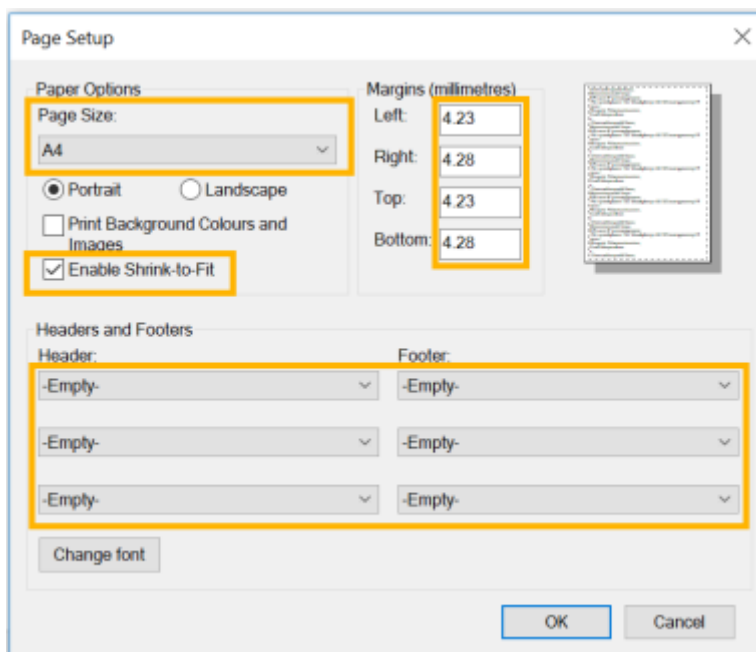 Page Setup
Paper Options
Page Size:
A4
Portrait Landscape
Print Background Colours and
Images
Enable Shrink-to-Fit
Margins (millimetres)
Left: 4.23
Right: 4.28
Top: 4.23
Bottom: 4.28
Headers and Footers
Header: Footer:
-Empty- -Empty-
-Empty- -Empty-
-Empty- -Empty-
Change font
OK Cancel